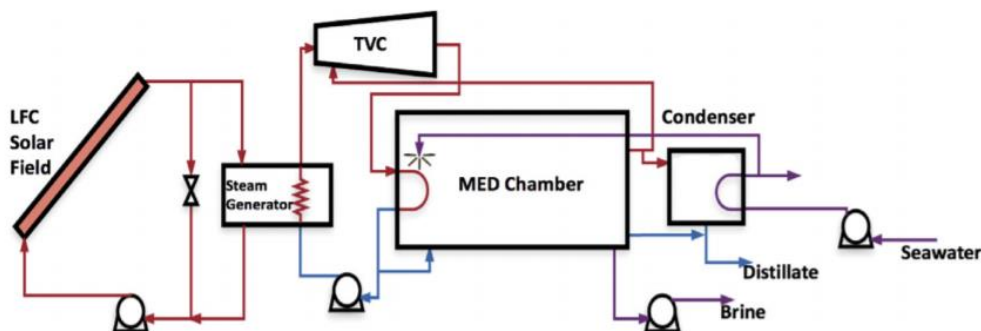 TVC
LFC
Solar
Field
Condenser
Steam
Generator
MED Chamber
Seawater
Distillate
Brine